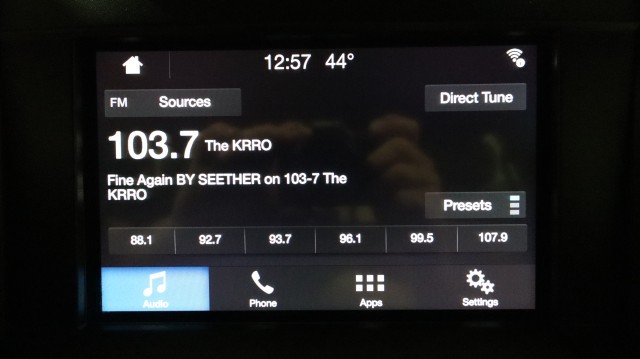 12:57 44°
FM Sources
Direct Tune
103.7 The KRRO
Fine Again BY SEETHER on 103-7 The
KRRO
Presets
88.1 92.7 93.7 96.1 99.5 107.9
Audio Phone Apps Settings